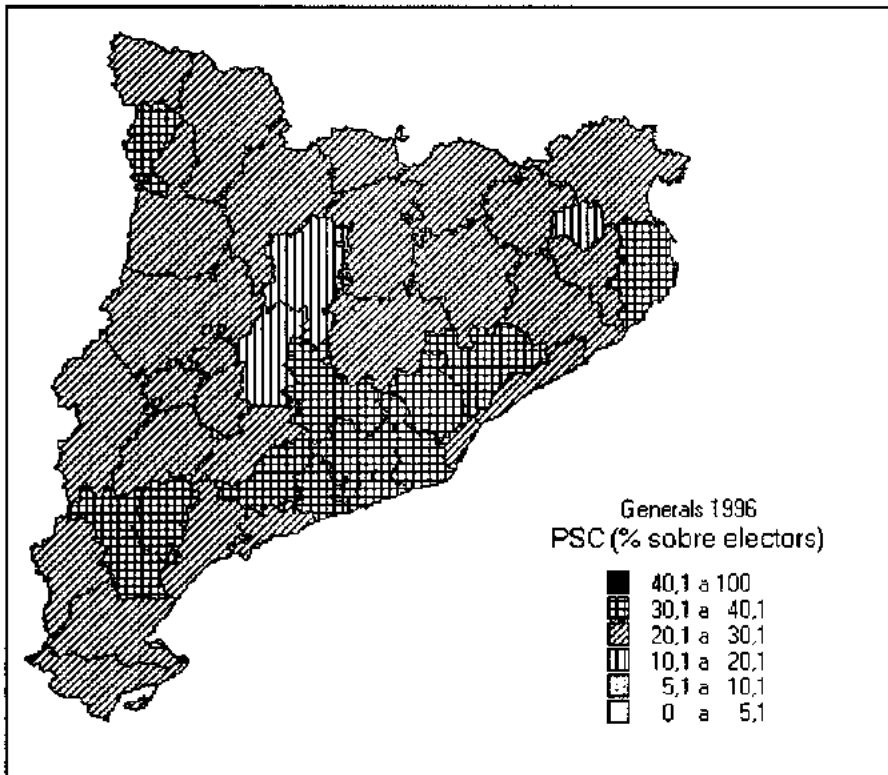 Generals 1996
PSC (% sobre electors)
40,1 a 100
30,1 a 40,1
20,1 a 30,1
10,1 a 20,1
5,1 a 10,1
0 a 5,1